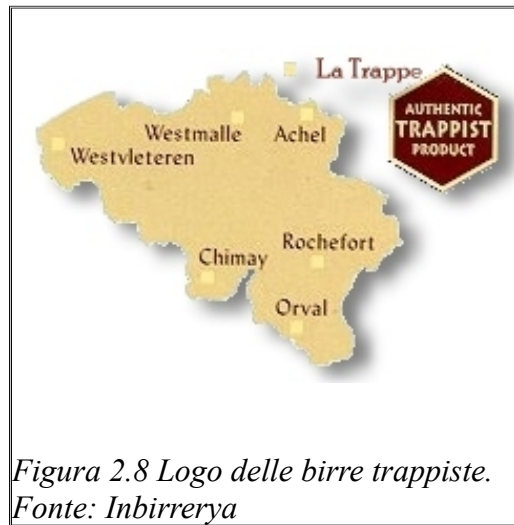 La Trappe
AUTHENTIC
TRAPPIST
PRODUCT
Westmalle
Achel
Westvleteren
Rochefort
Chimay
Orval
Figura 2.8 Logo delle birre trappiste.
Fonte: Inbirrerya